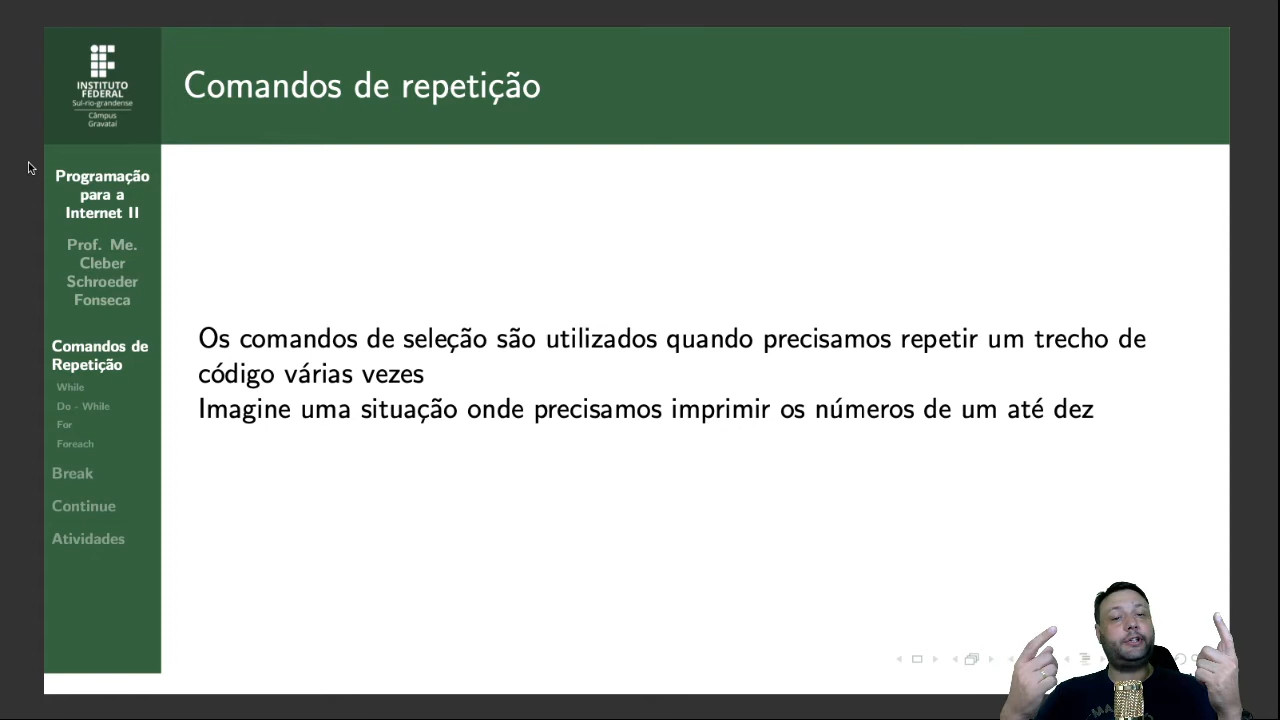 INSTITUTO
FEDERAL
Sul-rio-grandense
Câmpus
Gravataí
Comandos de repetição
Programação
para a
Internet II
Prof. Me.
Cleber
Schroeder
Fonseca
Comandos de
Repetição
While
Do - While
For
Foreach
Break
Continue
Atividades
Os comandos de seleção são utilizados quando precisamos repetir um trecho de
código várias vezes
Imagine uma situação onde precisamos imprimir os números de um até dez